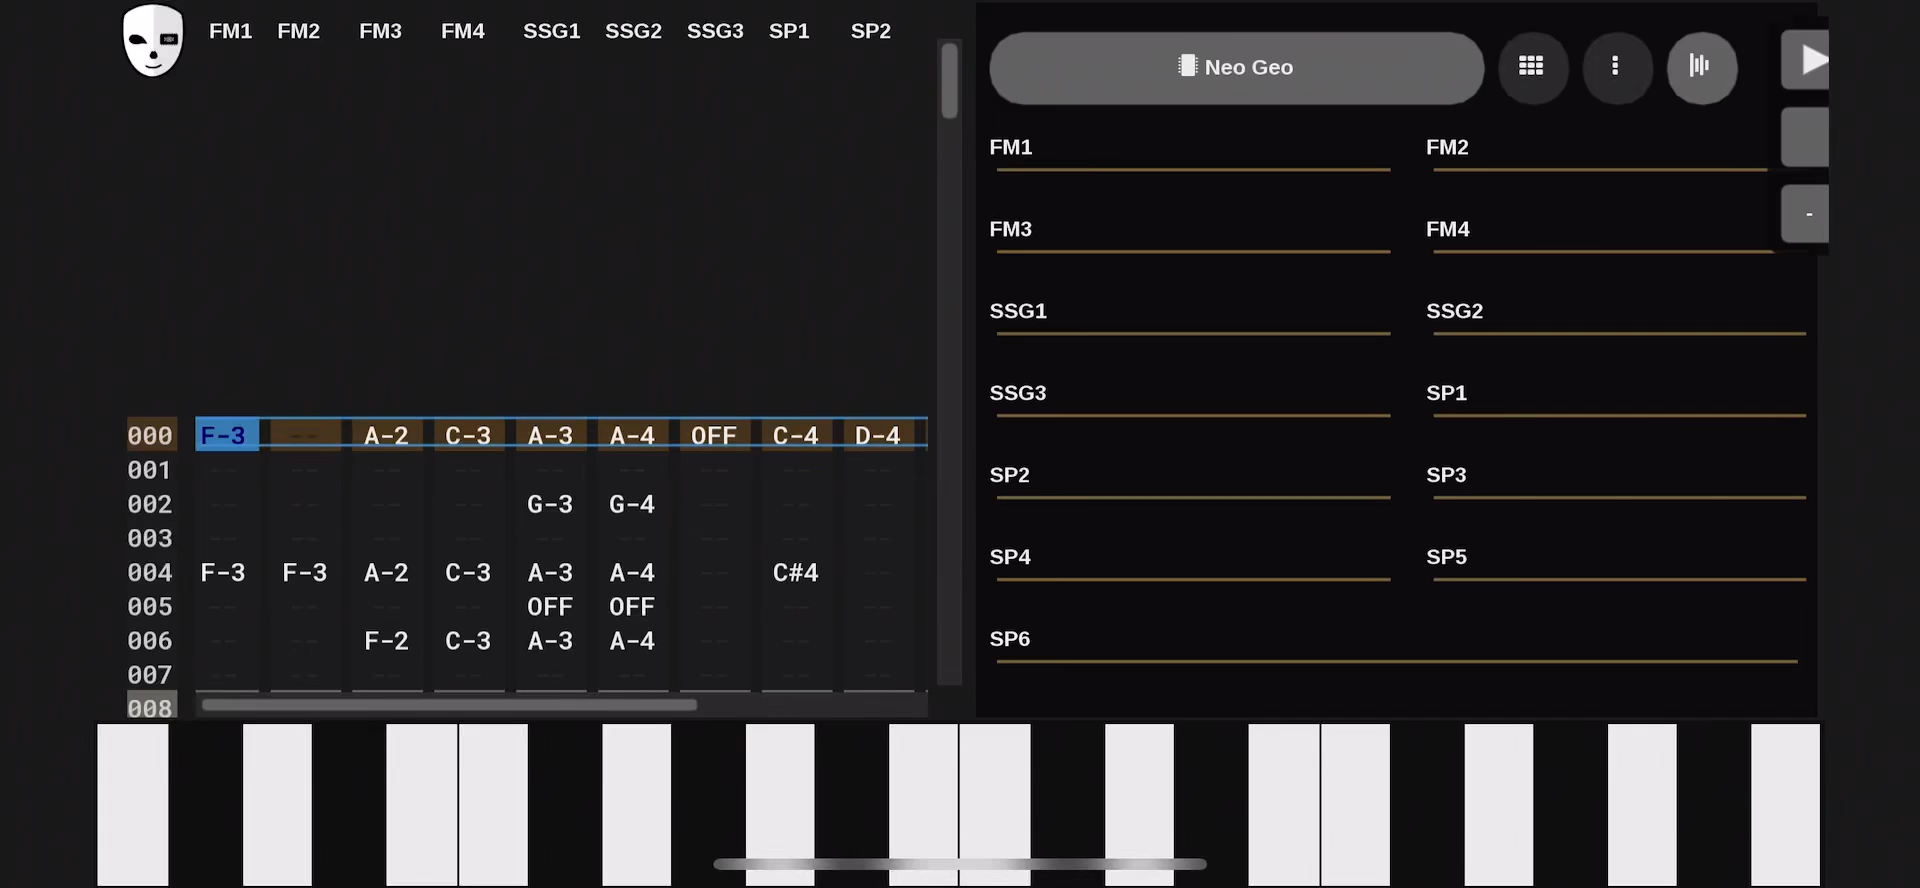 FM1 FM2 FM3 FM4 SSG1 SSG2 SSG3 SP1 SP2
Neo Geo
FM1 FM2
-
FM3 FM4
SSG1 SSG2
SSG3 SP1
SP2 SP3
SP4 SP5
SP6
000 F-3 -- A-2 C-3 A-3 A-4 OFF C-4 D-4
001 -- -- -- -- -- -- -- -- --
002 -- -- -- -- G-3 G-4 -- -- --
003 -- -- -- -- -- -- -- -- --
004 F-3 F-3 A-2 C-3 A-3 A-4 -- C#4 --
005 -- -- -- -- OFF OFF -- -- --
006 -- -- F-2 C-3 A-3 A-4 -- -- --
007 -- -- -- -- -- -- -- -- --
008